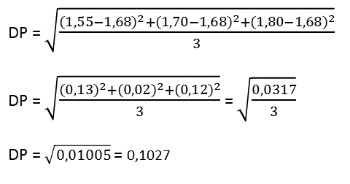 DP = √((1,55−1,68)²+(1,70−1,68)²+(1,80−1,68)²/3)
DP = √((0,13)²+(0,02)²+(0,12)²/3) = √(0,0317/3)
DP = √0,01005 = 0,1027